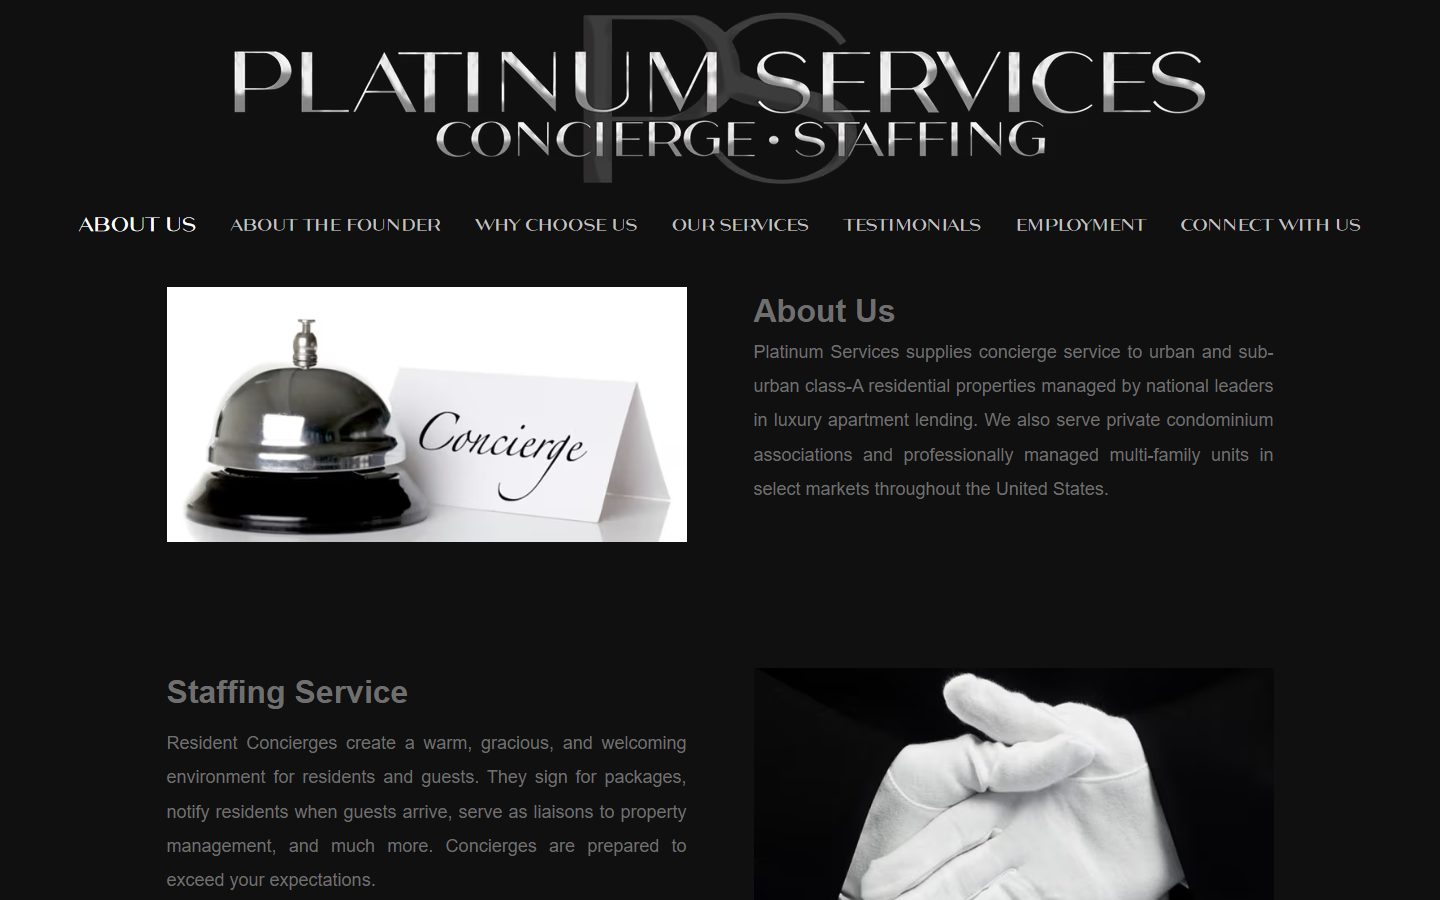 PLATINUM SERVICES
CONCIERGE • STAFFING
ABOUT US ABOUT THE FOUNDER WHY CHOOSE US OUR SERVICES TESTIMONIALS EMPLOYMENT CONNECT WITH US
Concierge
About Us
Platinum Services supplies concierge service to urban and sub-
urban class-A residential properties managed by national leaders
in luxury apartment lending. We also serve private condominium
associations and professionally managed multi-family units in
select markets throughout the United States.
Staffing Service
Resident Concierges create a warm, gracious, and welcoming
environment for residents and guests. They sign for packages,
notify residents when guests arrive, serve as liaisons to property
management, and much more. Concierges are prepared to
exceed your expectations.